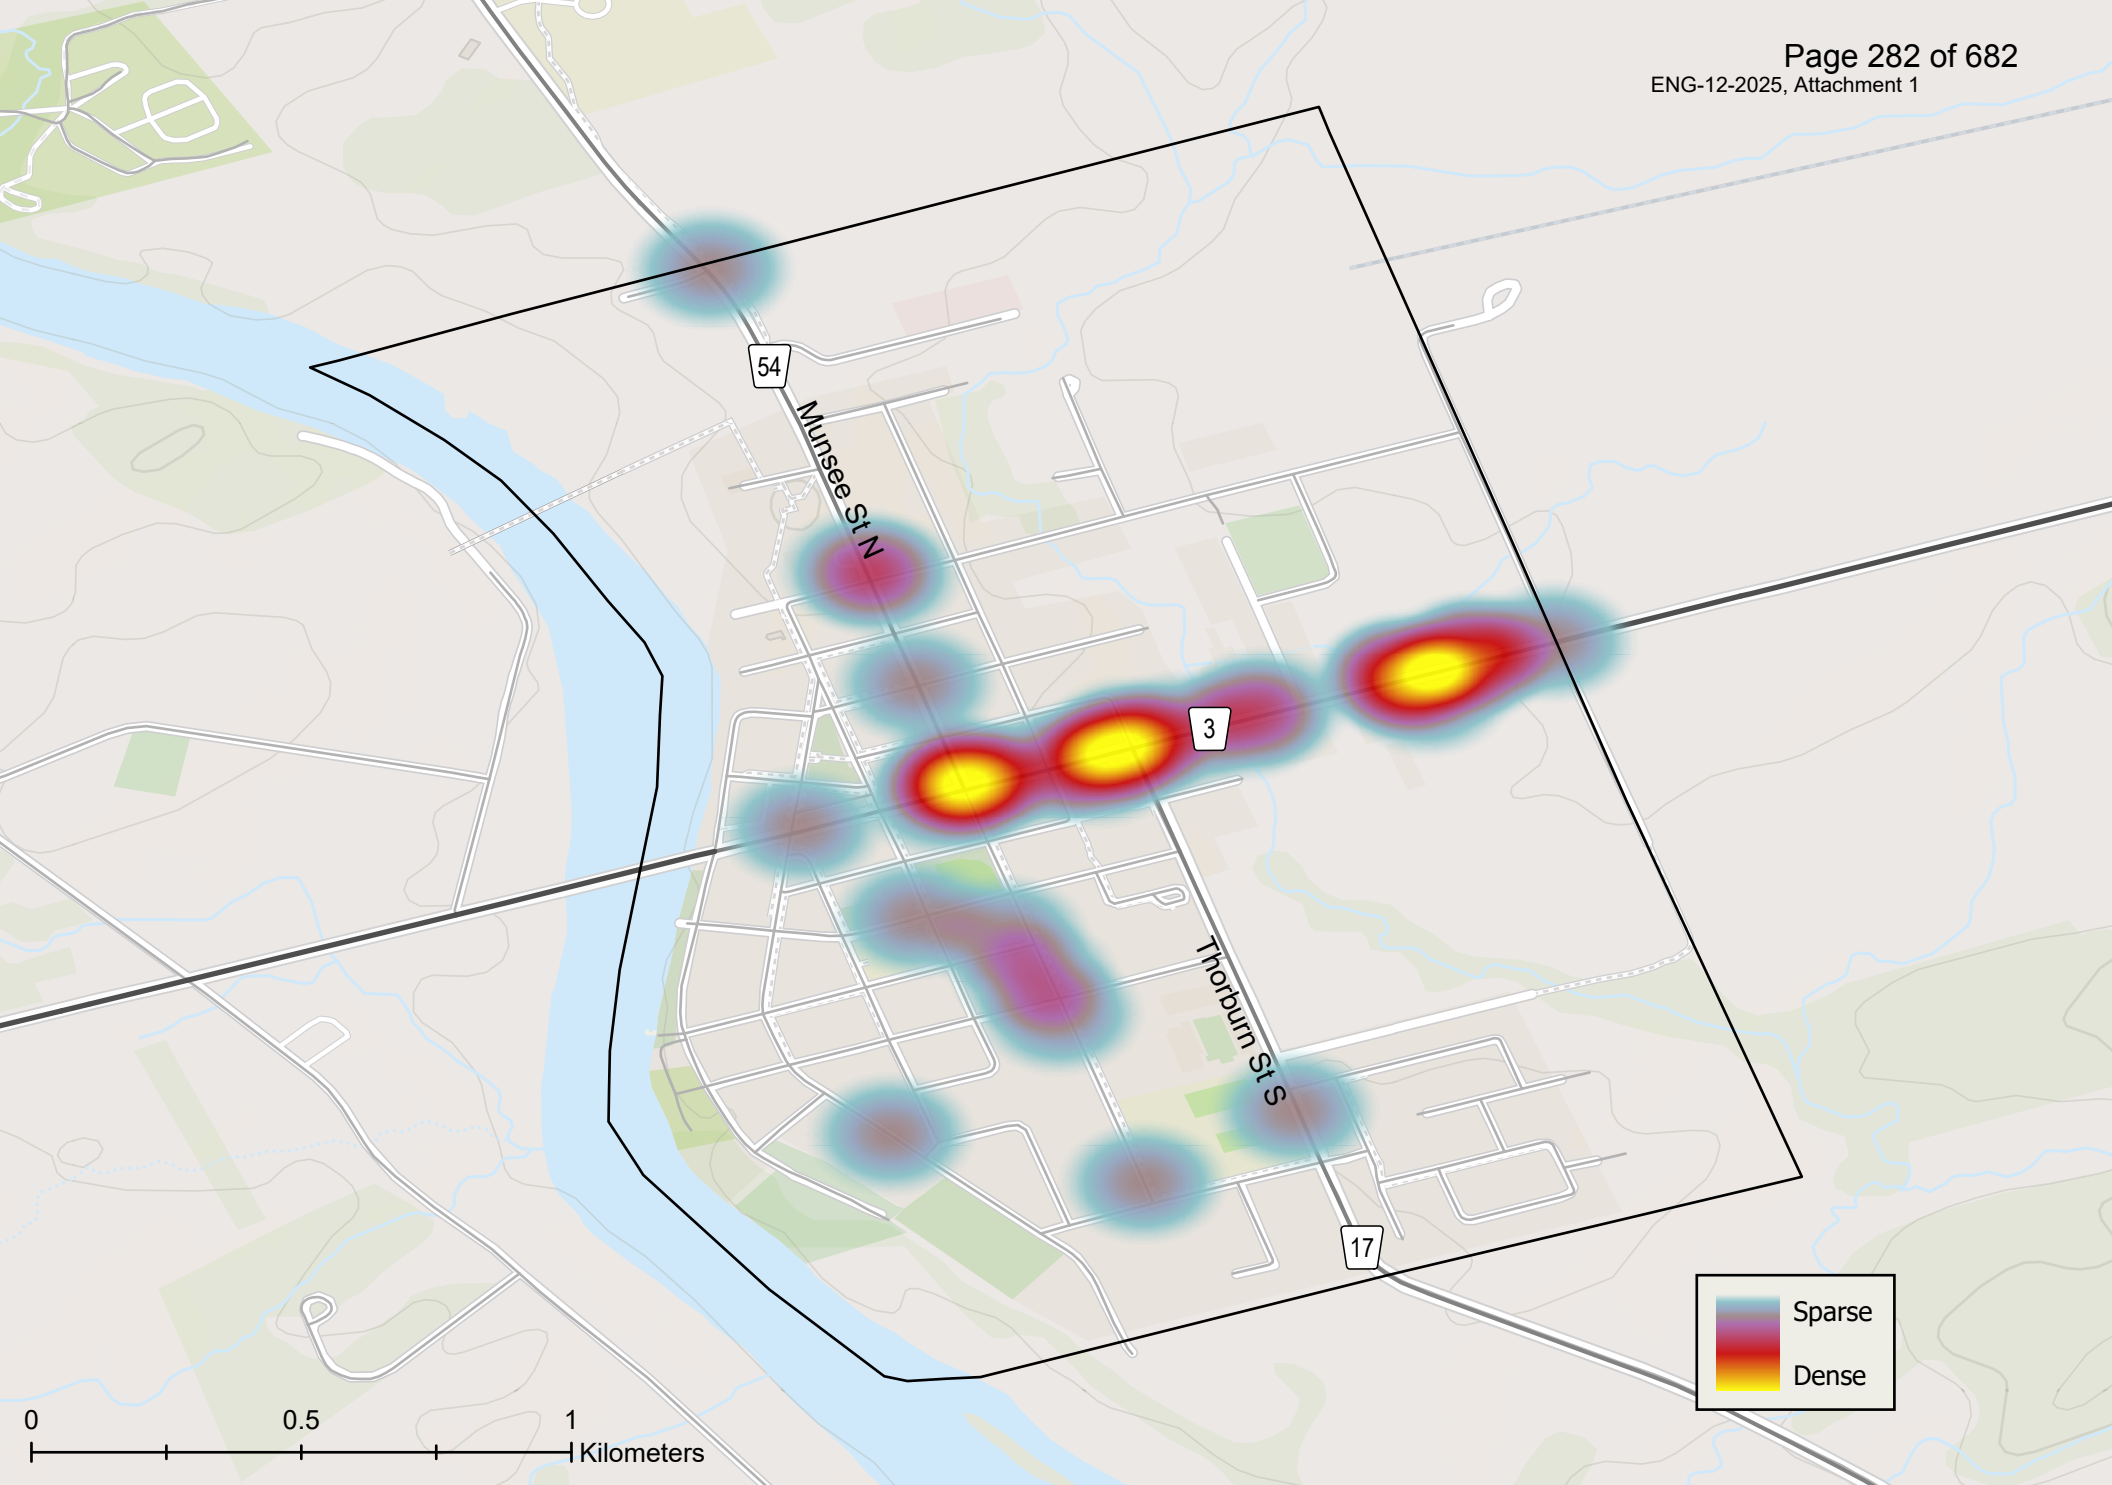 Page 282 of 682
ENG-12-2025, Attachment 1
54
Munsee St N
3
Thorburn St S
17
Sparse
Dense
0 0.5 1
Kilometers